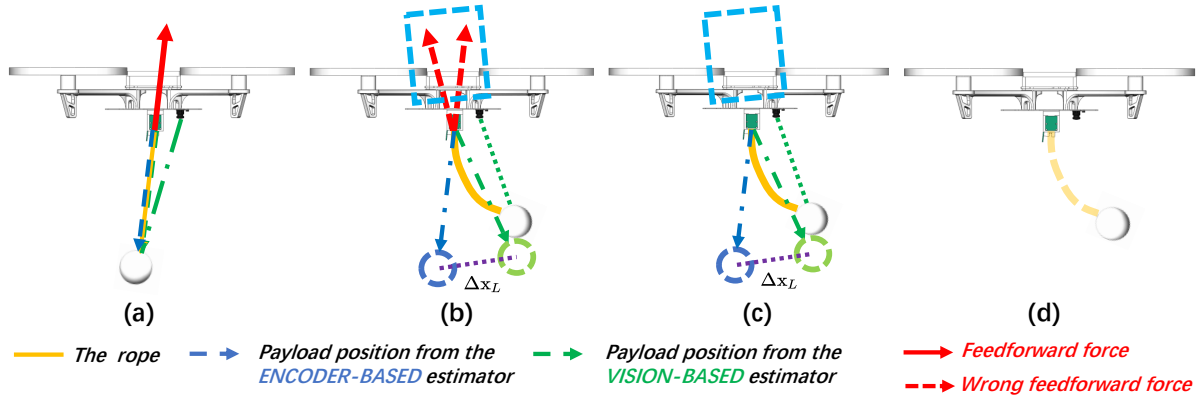 Δx_L
Δx_L
(a)
(b)
(c)
(d)
The rope
Payload position from the
ENCODER-BASED estimator
Payload position from the
VISION-BASED estimator
Feedforward force
Wrong feedforward force